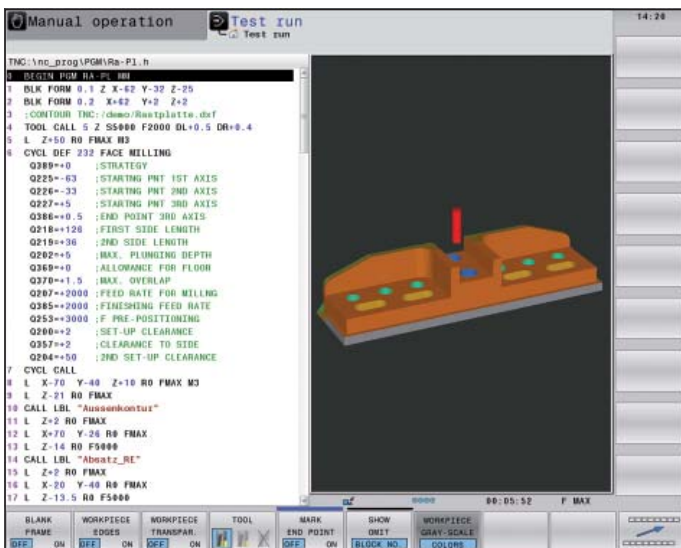 Manual operation
Test run
Test run
14:28
TNC:\nc_prog\PGM\Ra-Pl.h
0 BEGIN PGM RA-PL MM
1 BLK FORM 0.1 Z X-62 Y-32 Z-25
2 BLK FORM 0.2 X+62 Y+2 Z+2
3 ;CONTOUR TNC:/demo/Rastplatte.dxf
4 TOOL CALL 5 Z S5000 F2000 DL+0.5 DR+0.4
5 L Z+50 R0 FMAX M3
6 CYCL DEF 232 FACE MILLING
Q389=+0 ;STRATEGY
Q225=-63 ;STARTNG PNT 1ST AXIS
Q226=-33 ;STARTNG PNT 2ND AXIS
Q227=+5 ;STARTNG PNT 3RD AXIS
Q386=+0.5 ;END POINT 3RD AXIS
Q218=+126 ;FIRST SIDE LENGTH
Q219=+36 ;2ND SIDE LENGTH
Q202=+5 ;MAX. PLUNGING DEPTH
Q369=+0 ;ALLOWANCE FOR FLOOR
Q370=+1.5 ;MAX. OVERLAP
Q207=+2000 ;FEED RATE FOR MILLNG
Q385=+2000 ;FINISHING FEED RATE
Q253=+3000 ;F PRE-POSITIONING
Q200=+2 ;SET-UP CLEARANCE
Q357=+2 ;CLEARANCE TO SIDE
Q204=+50 ;2ND SET-UP CLEARANCE
7 CYCL CALL
8 L X-70 Y-40 Z+10 R0 FMAX M3
9 L Z-21 R0 FMAX
10 CALL LBL "Aussenkontur"
11 L Z+2 R0 FMAX
12 L X+70 Y-26 R0 FMAX
13 L Z-14 R0 F5000
14 CALL LBL "Absatz_RE"
15 L Z+2 R0 FMAX
16 L X-20 Y-40 R0 FMAX
17 L Z-13.5 R0 F5000
00:05:52 F MAX
BLANK FRAME OFF ON
WORKPIECE EDGES OFF ON
WORKPIECE TRANSPAR. OFF ON
TOOL
MARK END POINT OFF ON
SHOW OMIT BLOCK NO.
WORKPIECE GRAY-SCALE COLORS